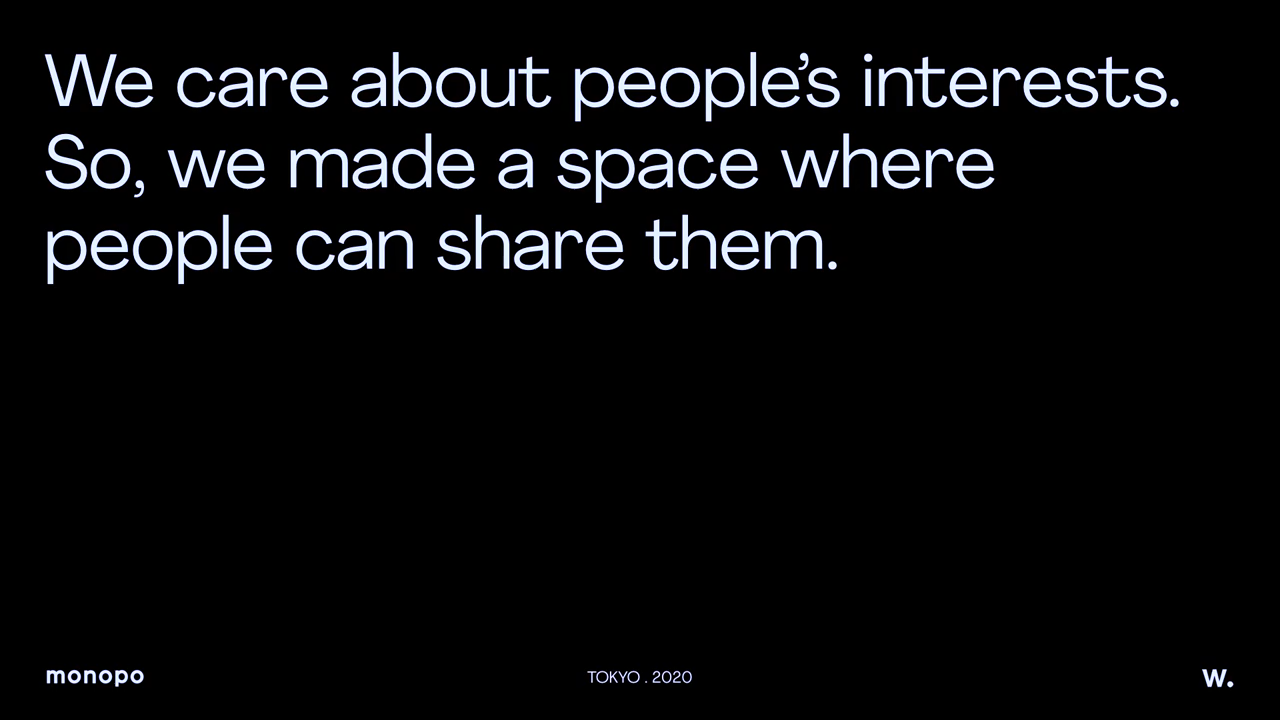 We care about people’s interests.
So, we made a space where
people can share them.
monopo
TOKYO . 2020
W.